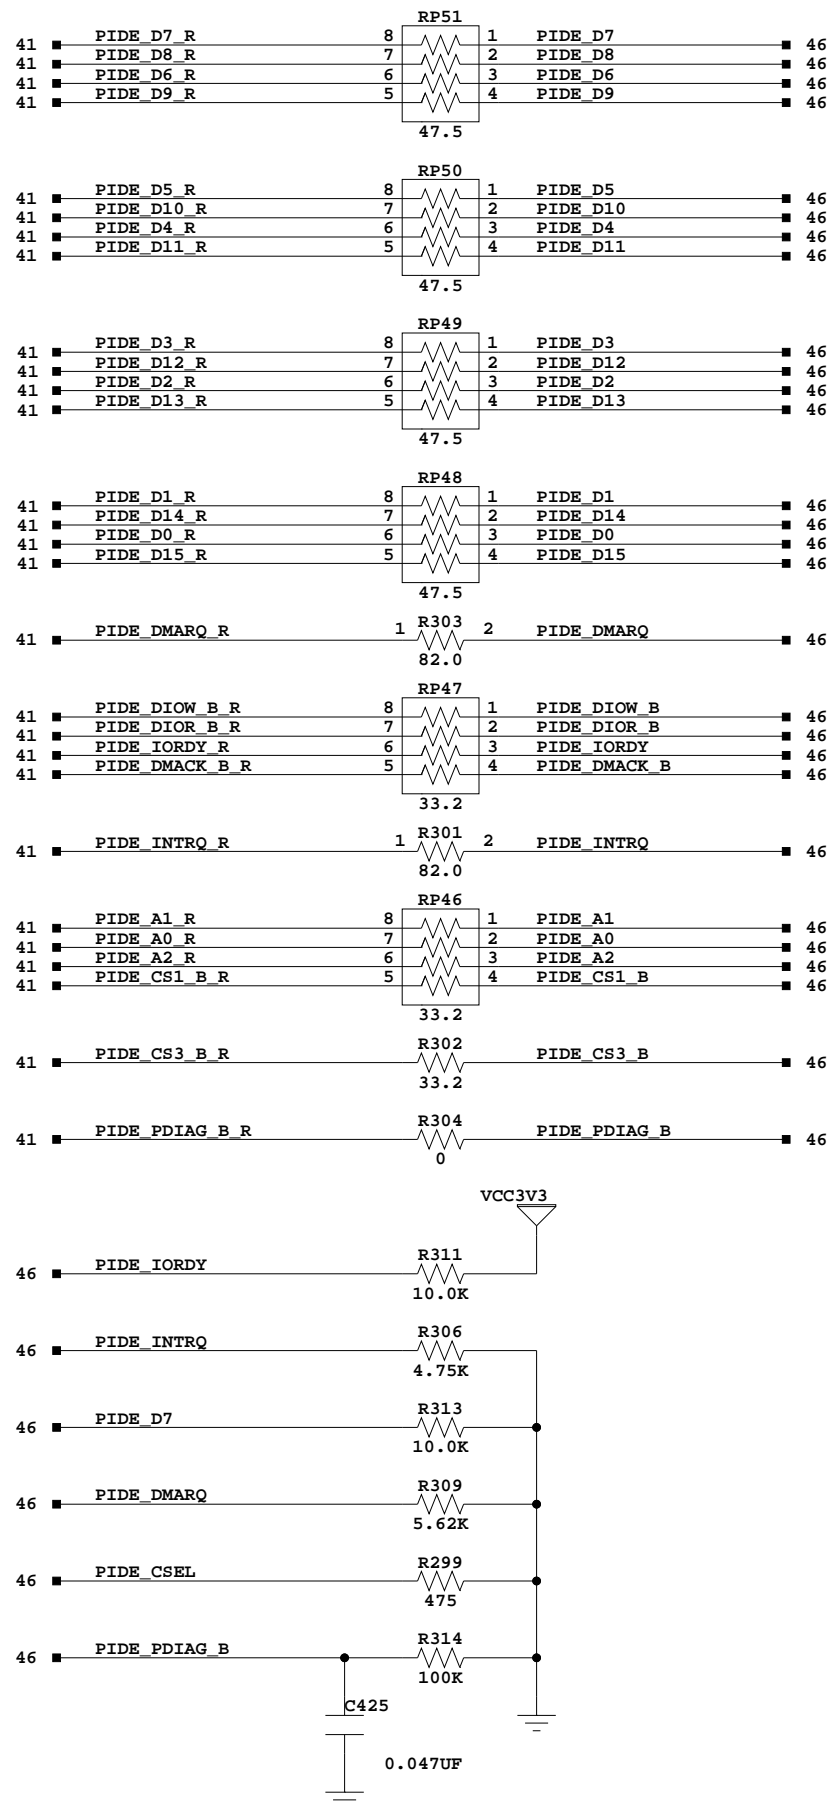 RP51
41 PIDE_D7_R 8 1 PIDE_D7 46
41 PIDE_D8_R 7 2 PIDE_D8 46
41 PIDE_D6_R 6 3 PIDE_D6 46
41 PIDE_D9_R 5 4 PIDE_D9 46
47.5
RP50
41 PIDE_D5_R 8 1 PIDE_D5 46
41 PIDE_D10_R 7 2 PIDE_D10 46
41 PIDE_D4_R 6 3 PIDE_D4 46
41 PIDE_D11_R 5 4 PIDE_D11 46
47.5
RP49
41 PIDE_D3_R 8 1 PIDE_D3 46
41 PIDE_D12_R 7 2 PIDE_D12 46
41 PIDE_D2_R 6 3 PIDE_D2 46
41 PIDE_D13_R 5 4 PIDE_D13 46
47.5
RP48
41 PIDE_D1_R 8 1 PIDE_D1 46
41 PIDE_D14_R 7 2 PIDE_D14 46
41 PIDE_D0_R 6 3 PIDE_D0 46
41 PIDE_D15_R 5 4 PIDE_D15 46
47.5
R303
41 PIDE_DMARQ_R 1 2 PIDE_DMARQ 46
82.0
RP47
41 PIDE_DIOW_B_R 8 1 PIDE_DIOW_B 46
41 PIDE_DIOR_B_R 7 2 PIDE_DIOR_B 46
41 PIDE_IORDY_R 6 3 PIDE_IORDY 46
41 PIDE_DMACK_B_R 5 4 PIDE_DMACK_B 46
33.2
R301
41 PIDE_INTRQ_R 1 2 PIDE_INTRQ 46
82.0
RP46
41 PIDE_A1_R 8 1 PIDE_A1 46
41 PIDE_A0_R 7 2 PIDE_A0 46
41 PIDE_A2_R 6 3 PIDE_A2 46
41 PIDE_CS1_B_R 5 4 PIDE_CS1_B 46
33.2
R302
41 PIDE_CS3_B_R PIDE_CS3_B 46
33.2
R304
41 PIDE_PDIAG_B_R PIDE_PDIAG_B 46
0
VCC3V3
R311
46 PIDE_IORDY
10.0K
R306
46 PIDE_INTRQ
4.75K
R313
46 PIDE_D7
10.0K
R309
46 PIDE_DMARQ
5.62K
R299
46 PIDE_CSEL
475
R314
46 PIDE_PDIAG_B
100K
C425
0.047UF